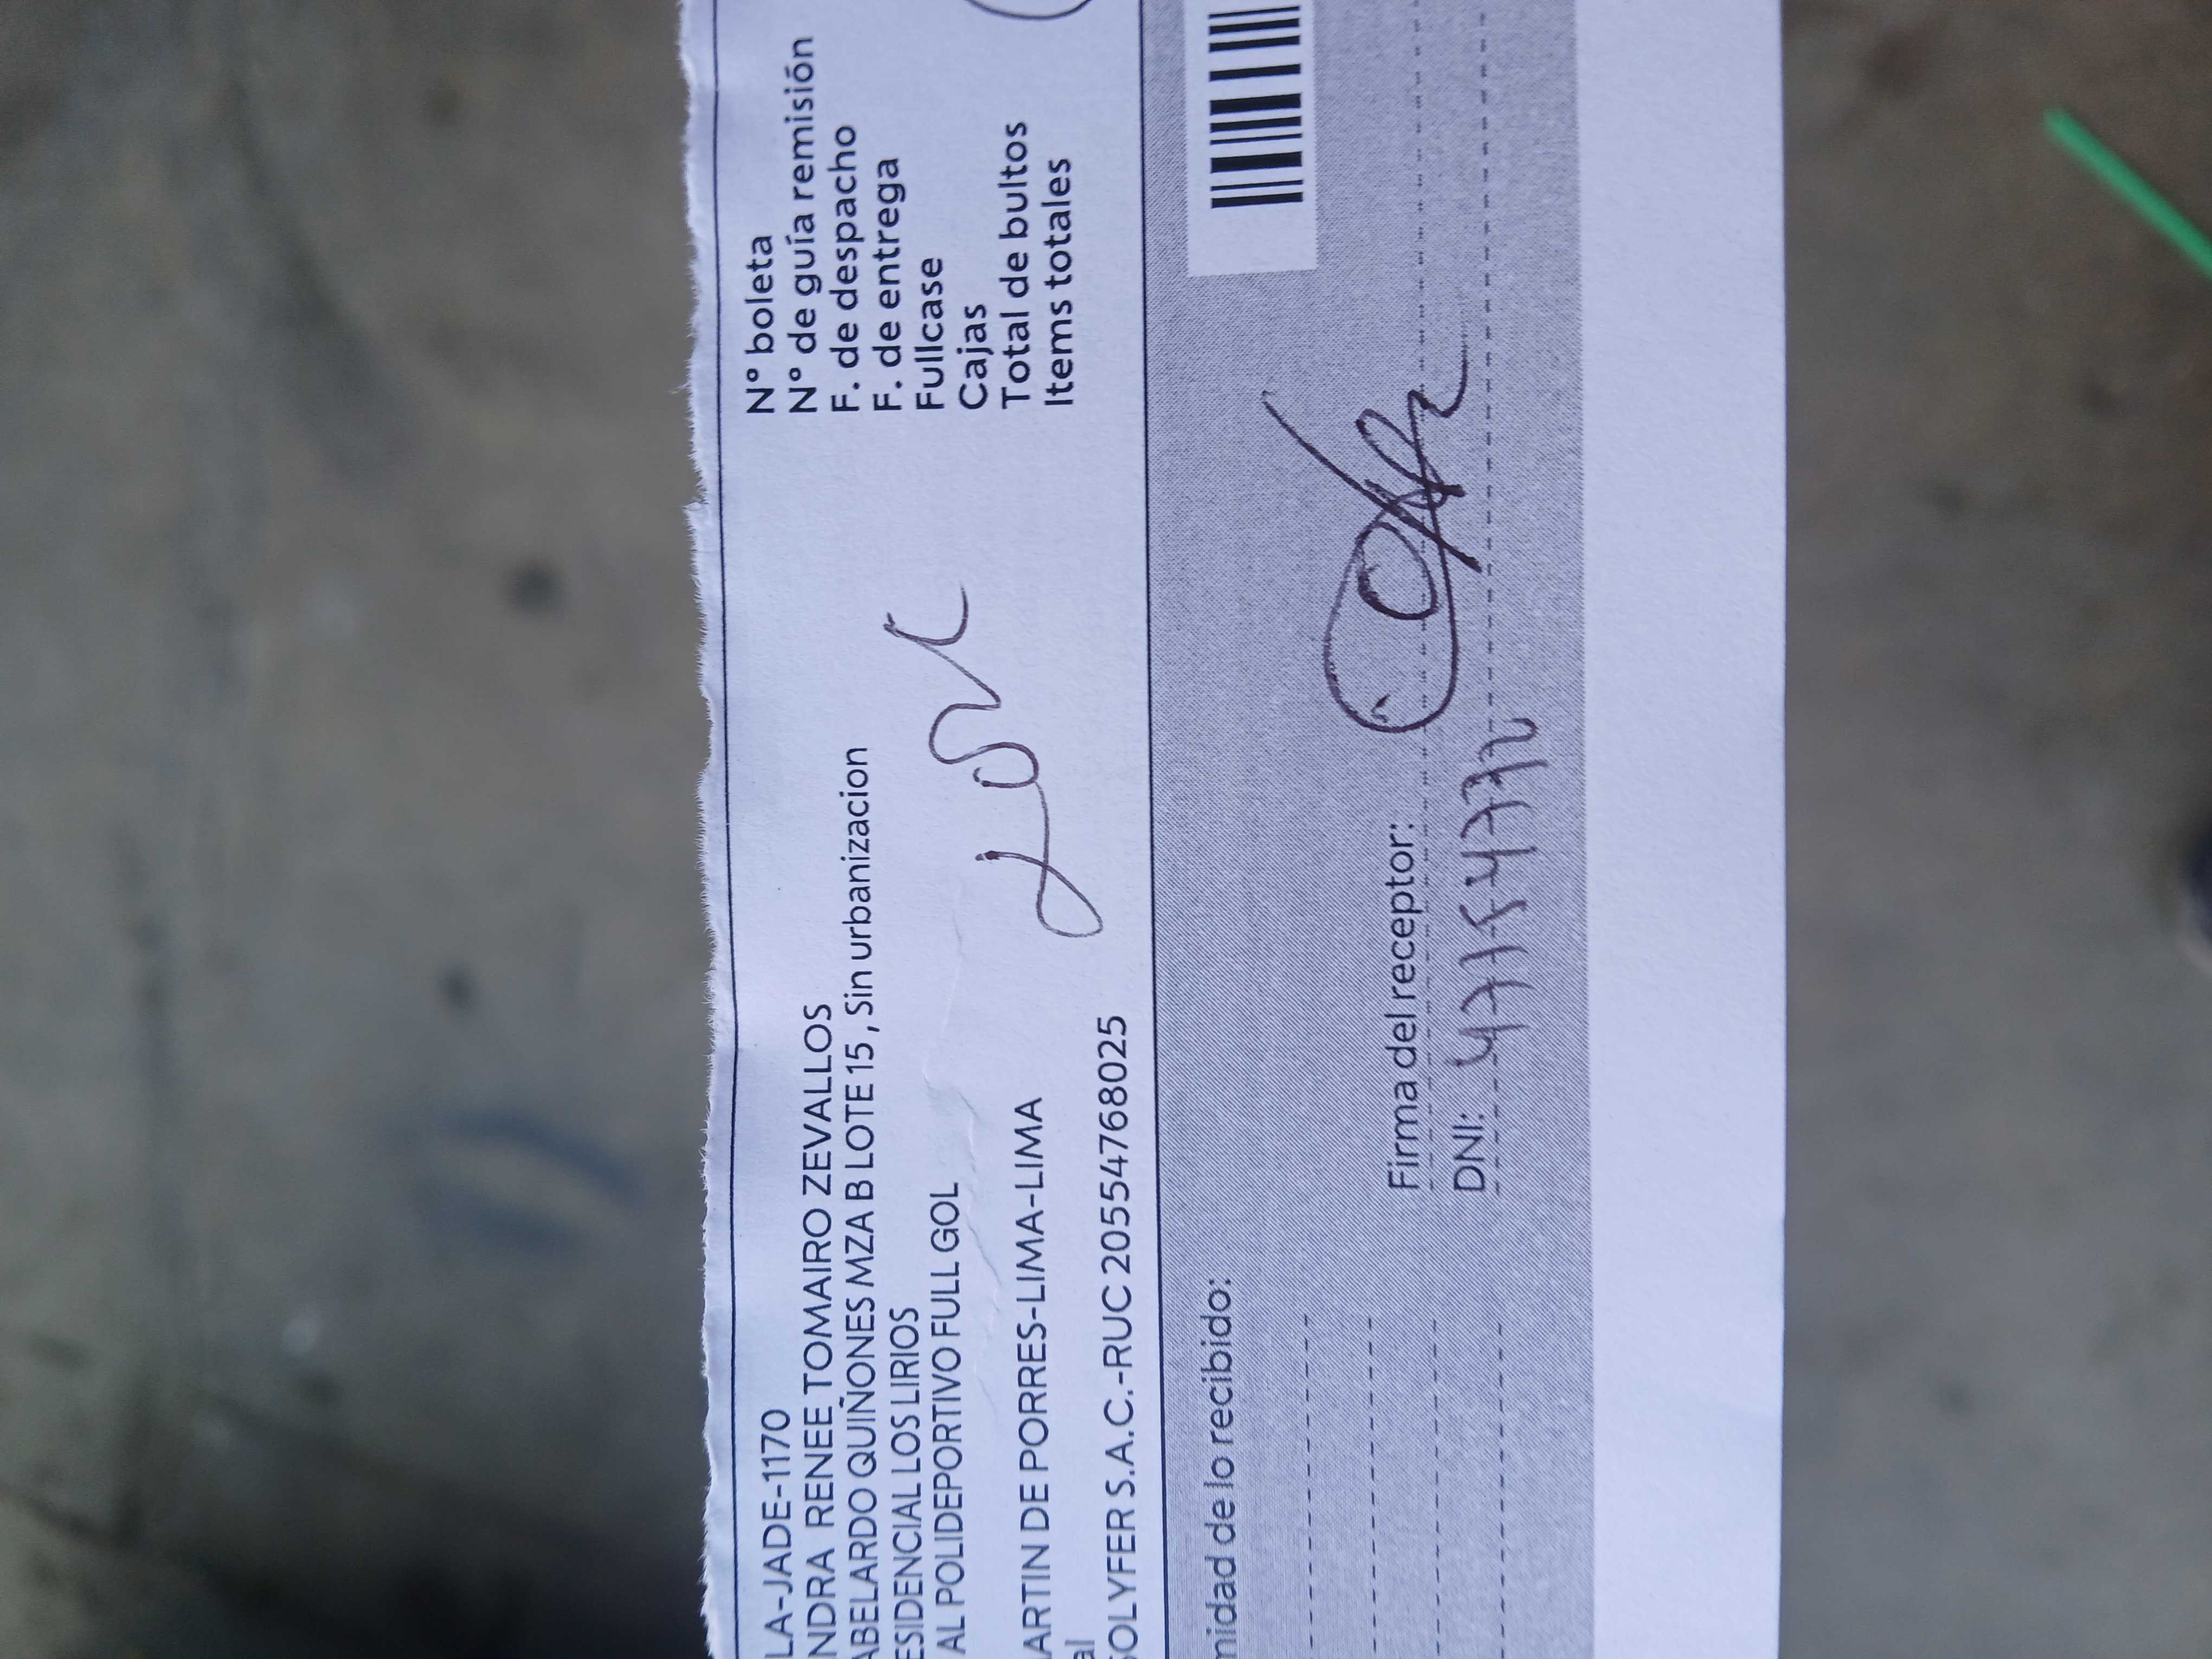 LA-JADE-1170
NDRA RENEE TOMAIRO ZEVALLOS
ABELARDO QUIÑONES MZA B LOTE 15, Sin urbanizacion
ESIDENCIAL LOS LIRIOS
AL POLIDEPORTIVO FULL GOL
ARTIN DE PORRES-LIMA-LIMA
al
SOLYFER S.A.C.-RUC 20554768025
N° boleta
N° de guía remisión
F. de despacho
F. de entrega
Fullcase
Cajas
Total de bultos
Items totales
midad de lo recibido:
Firma del receptor:
DNI: 47754772